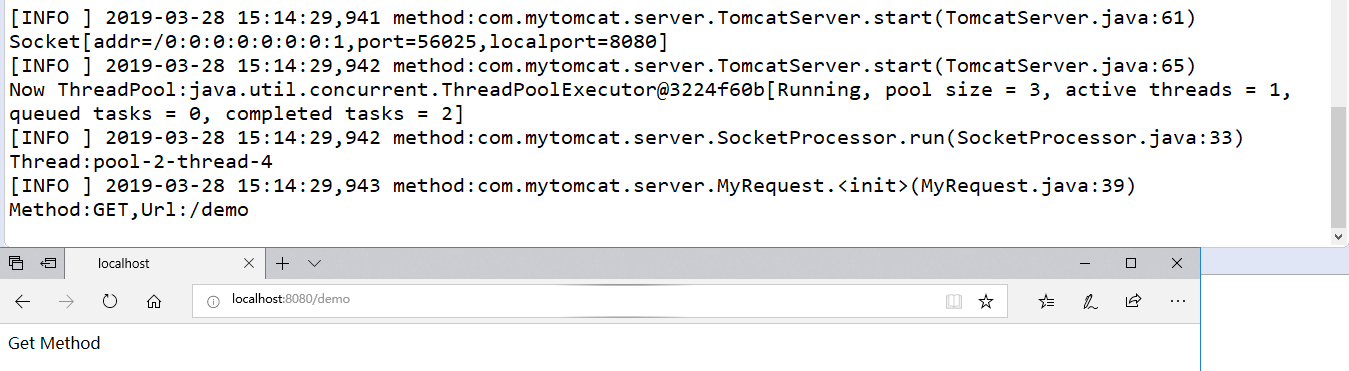 [INFO ] 2019-03-28 15:14:29,941 method:com.mytomcat.server.TomcatServer.start(TomcatServer.java:61)
Socket[addr=/0:0:0:0:0:0:0:1,port=56025,localport=8080]
[INFO ] 2019-03-28 15:14:29,942 method:com.mytomcat.server.TomcatServer.start(TomcatServer.java:65)
Now ThreadPool:java.util.concurrent.ThreadPoolExecutor@3224f60b[Running, pool size = 3, active threads = 1,
queued tasks = 0, completed tasks = 2]
[INFO ] 2019-03-28 15:14:29,942 method:com.mytomcat.server.SocketProcessor.run(SocketProcessor.java:33)
Thread:pool-2-thread-4
[INFO ] 2019-03-28 15:14:29,943 method:com.mytomcat.server.MyRequest.<init>(MyRequest.java:39)
Method:GET,Url:/demo
localhost
localhost:8080/demo
Get Method